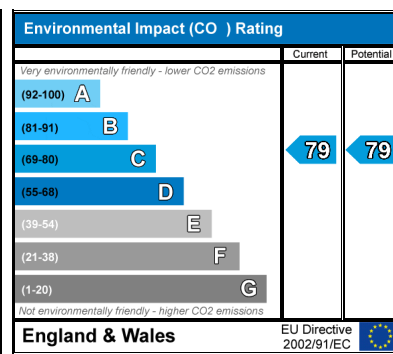 Environmental Impact (CO ) Rating
Current Potential
Very environmentally friendly - lower CO2 emissions
(92-100) A
(81-91) B
(69-80) C
79 79
(55-68) D
(39-54) E
(21-38) F
(1-20) G
Not environmentally friendly - higher CO2 emissions
England & Wales
EU Directive
2002/91/EC